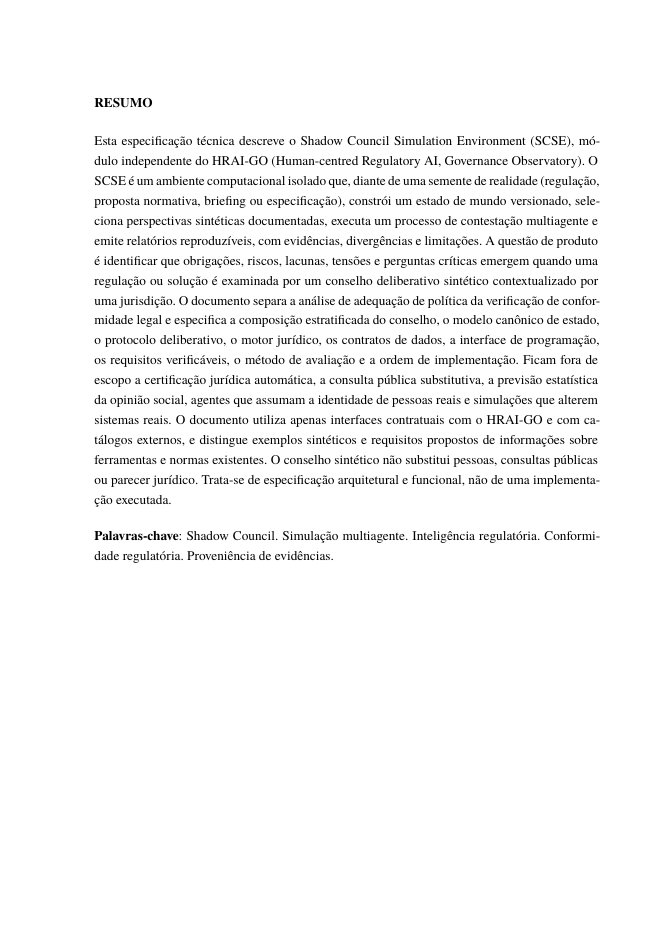 RESUMO
Esta especificação técnica descreve o Shadow Council Simulation Environment (SCSE), mó-
dulo independente do HRAI-GO (Human-centred Regulatory AI, Governance Observatory). O
SCSE é um ambiente computacional isolado que, diante de uma semente de realidade (regulação,
proposta normativa, briefing ou especificação), constrói um estado de mundo versionado, sele-
ciona perspectivas sintéticas documentadas, executa um processo de contestação multiagente e
emite relatórios reproduzíveis, com evidências, divergências e limitações. A questão de produto
é identificar que obrigações, riscos, lacunas, tensões e perguntas críticas emergem quando uma
regulação ou solução é examinada por um conselho deliberativo sintético contextualizado por
uma jurisdição. O documento separa a análise de adequação de política da verificação de confor-
midade legal e especifica a composição estratificada do conselho, o modelo canônico de estado,
o protocolo deliberativo, o motor jurídico, os contratos de dados, a interface de programação,
os requisitos verificáveis, o método de avaliação e a ordem de implementação. Ficam fora de
escopo a certificação jurídica automática, a consulta pública substitutiva, a previsão estatística
da opinião social, agentes que assumam a identidade de pessoas reais e simulações que alterem
sistemas reais. O documento utiliza apenas interfaces contratuais com o HRAI-GO e com ca-
tálogos externos, e distingue exemplos sintéticos e requisitos propostos de informações sobre
ferramentas e normas existentes. O conselho sintético não substitui pessoas, consultas públicas
ou parecer jurídico. Trata-se de especificação arquitetural e funcional, não de uma implementa-
ção executada.
Palavras-chave: Shadow Council. Simulação multiagente. Inteligência regulatória. Conformi-
dade regulatória. Proveniência de evidências.